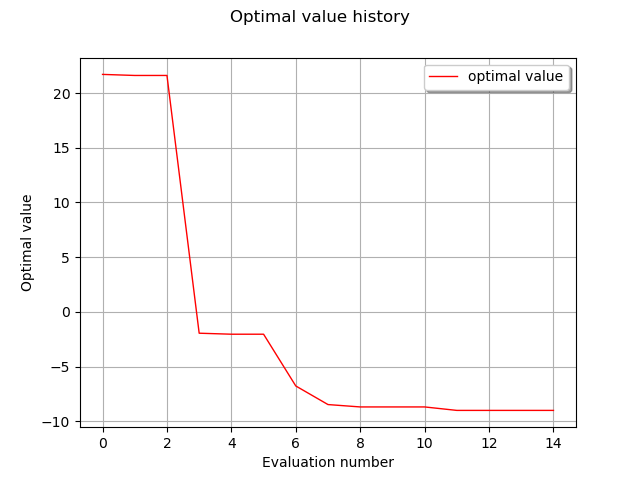 Optimal value history
optimal value
Optimal value
20
15
10
5
0
−5
−10
0 2 4 6 8 10 12 14
Evaluation number